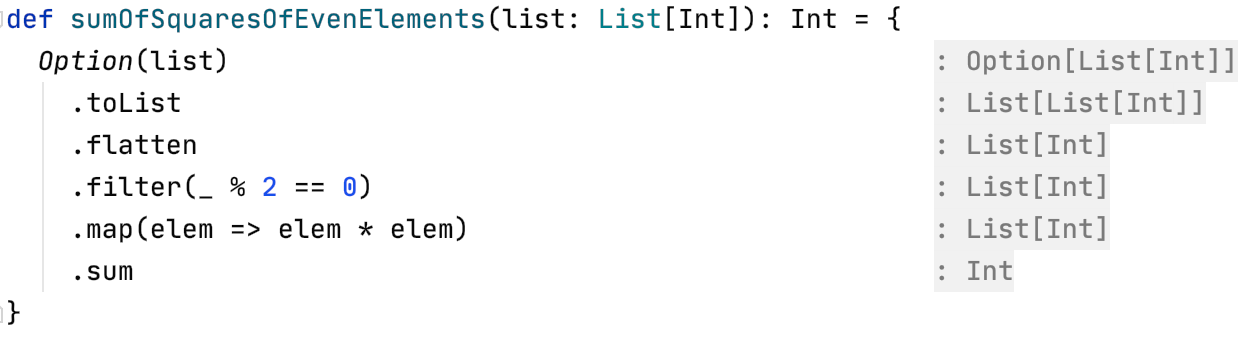 def sumOfSquaresOfEvenElements(list: List[Int]): Int = {
Option(list) : Option[List[Int]]
.toList : List[List[Int]]
.flatten : List[Int]
.filter(_ % 2 == 0) : List[Int]
.map(elem => elem * elem) : List[Int]
.sum : Int
}